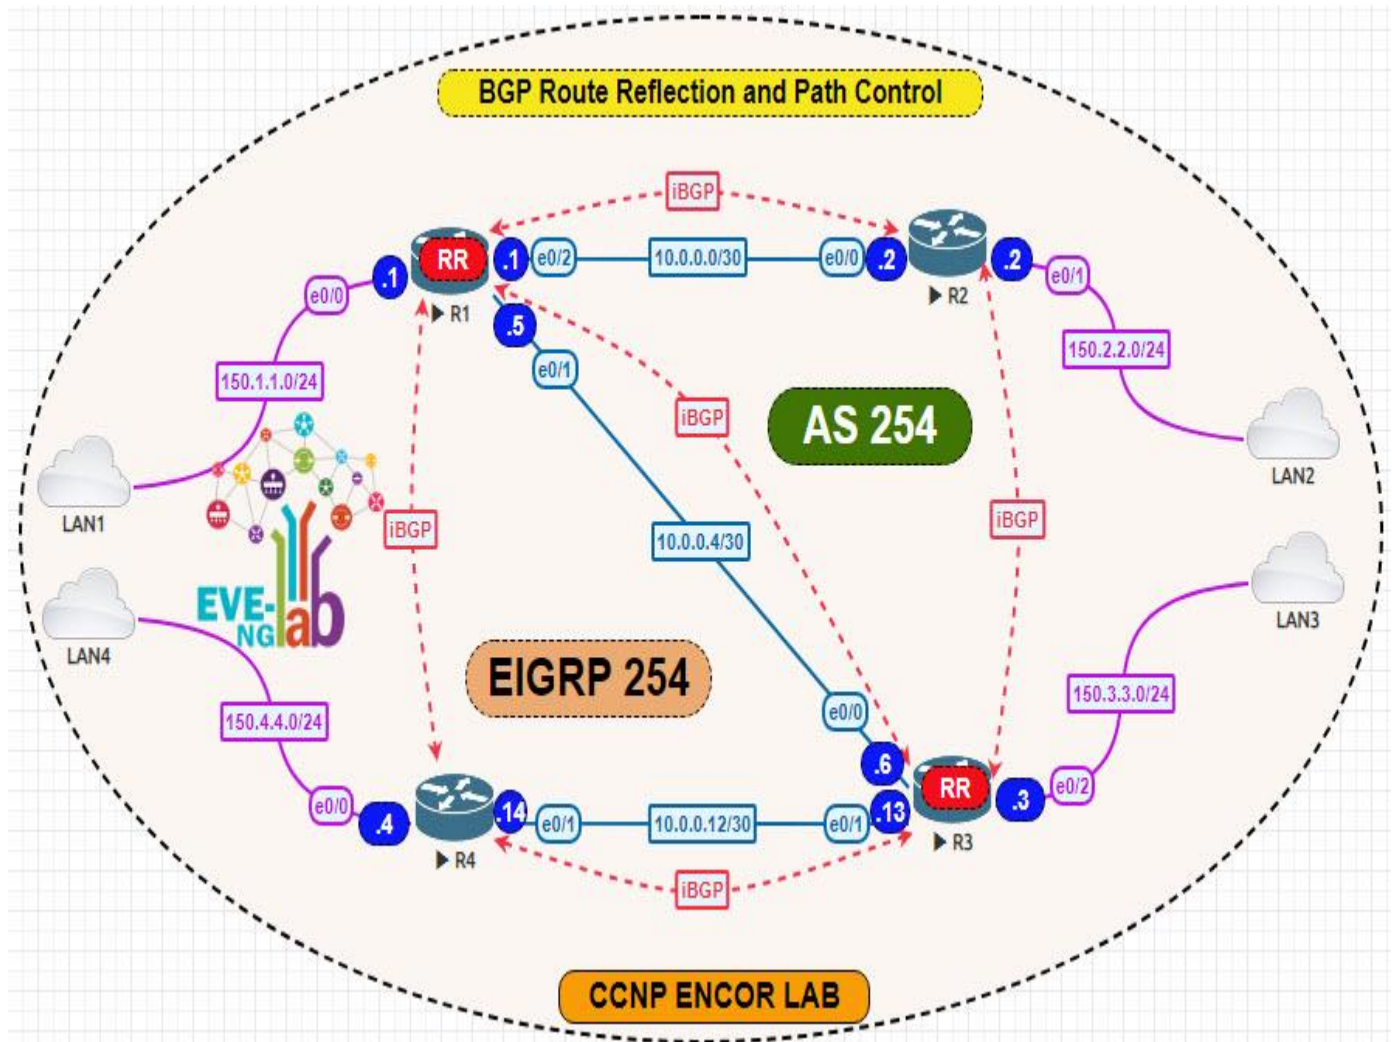 BGP Route Reflection and Path Control
iBGP
RR
.1
e0/2
10.0.0.0/30
e0/0
.2
.2
e0/1
.1
e0/0
R1
R2
.5
e0/1
150.2.2.0/24
150.1.1.0/24
iBGP
AS 254
LAN1
LAN2
iBGP
iBGP
10.0.0.4/30
EVE-
NG
lab
LAN4
LAN3
EIGRP 254
150.4.4.0/24
150.3.3.0/24
e0/0
.6
RR
e0/0
.4
.14
e0/1
10.0.0.12/30
e0/1
.13
.3
e0/2
R4
R3
iBGP
CCNP ENCOR LAB